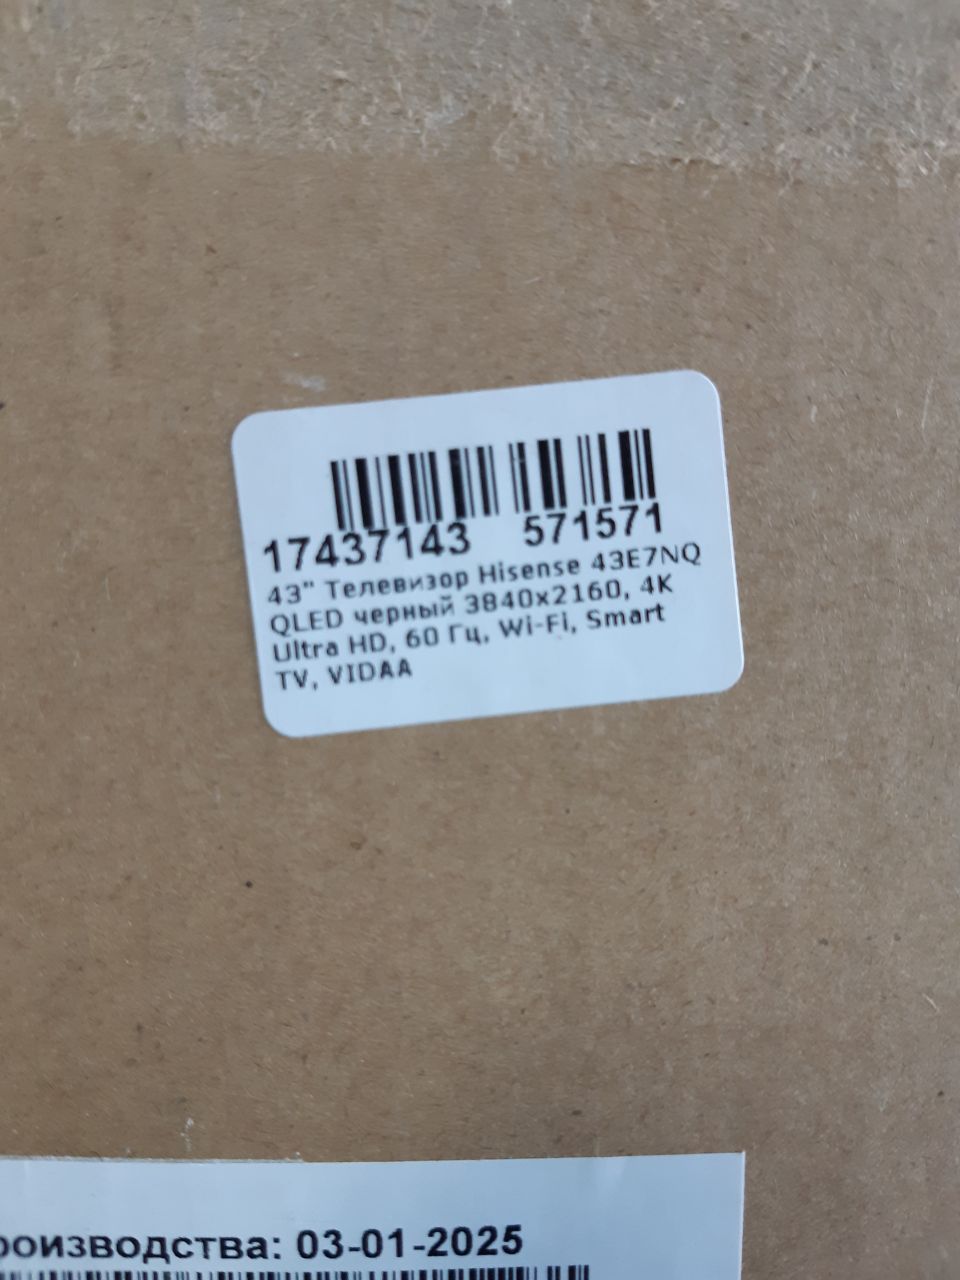 17437143 571571
43" Телевизор Hisense 43E7NQ
QLED черный 3840x2160, 4K
Ultra HD, 60 Гц, Wi-Fi, Smart
TV, VIDAA
роизводства: 03-01-2025